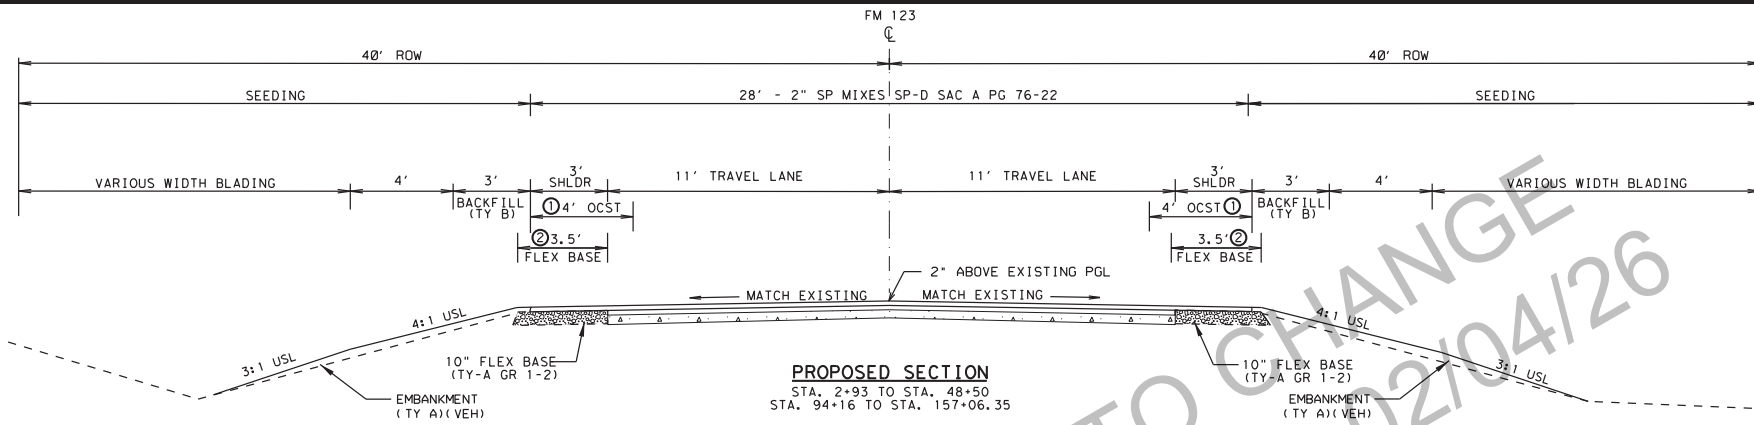 FM 123
CL
40' ROW
40' ROW
SEEDING
28' - 2" SP MIXES SP-D SAC A PG 76-22
SEEDING
VARIOUS WIDTH BLADING
4'
3'
3'
SHLDR
11' TRAVEL LANE
11' TRAVEL LANE
3'
SHLDR
3'
4'
VARIOUS WIDTH BLADING
BACKFILL
(TY B)
① 4' OCST
4' OCST ①
BACKFILL
(TY B)
② 3.5'
FLEX BASE
3.5' ②
FLEX BASE
2" ABOVE EXISTING PGL
MATCH EXISTING
MATCH EXISTING
4:1 USL
4:1 USL
3:1 USL
3:1 USL
10" FLEX BASE
(TY-A GR 1-2)
10" FLEX BASE
(TY-A GR 1-2)
EMBANKMENT
(TY A)(VEH)
EMBANKMENT
(TY A)(VEH)
PROPOSED SECTION
STA. 2+93 TO STA. 48+50
STA. 94+16 TO STA. 157+06.35
TO CHANGE
02/04/26